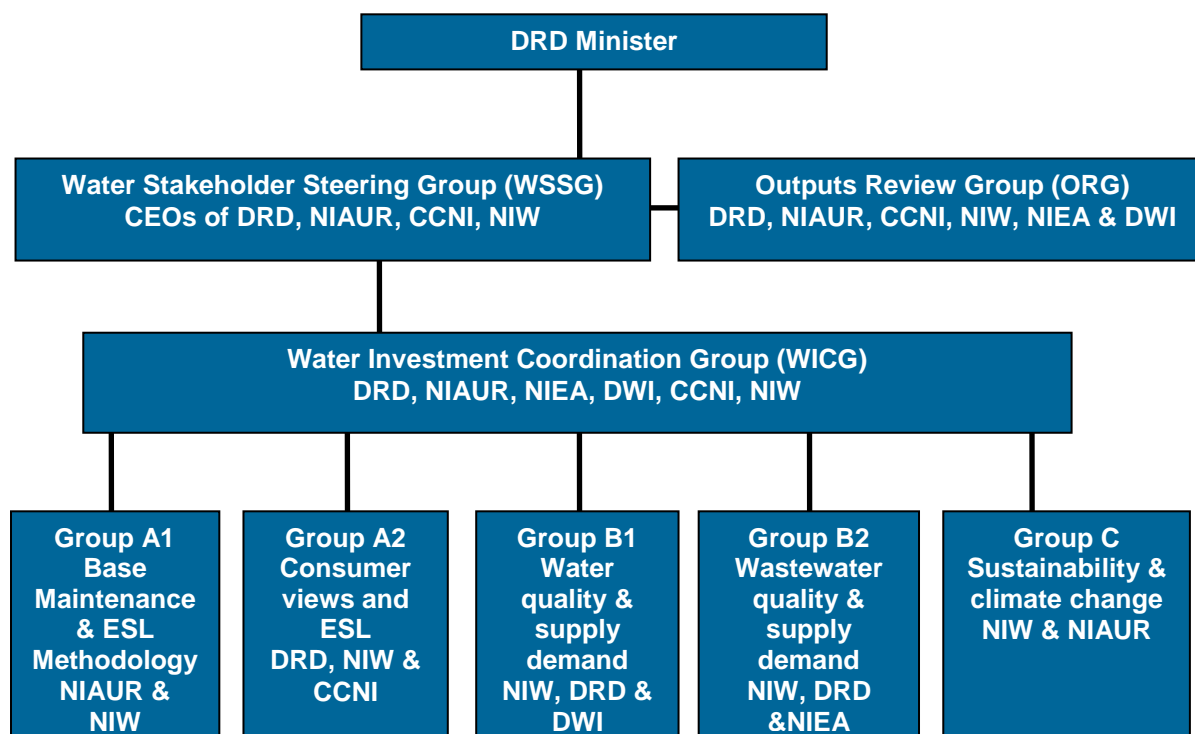 DRD Minister
Water Stakeholder Steering Group (WSSG)
CEOs of DRD, NIAUR, CCNI, NIW
Outputs Review Group (ORG)
DRD, NIAUR, CCNI, NIW, NIEA & DWI
Water Investment Coordination Group (WICG)
DRD, NIAUR, NIEA, DWI, CCNI, NIW
Group A1
Base
Maintenance
& ESL
Methodology
NIAUR &
NIW
Group A2
Consumer
views and
ESL
DRD, NIW &
CCNI
Group B1
Water
quality &
supply
demand
NIW, DRD &
DWI
Group B2
Wastewater
quality &
supply
demand
NIW, DRD
&NIEA
Group C
Sustainability &
climate change
NIW & NIAUR